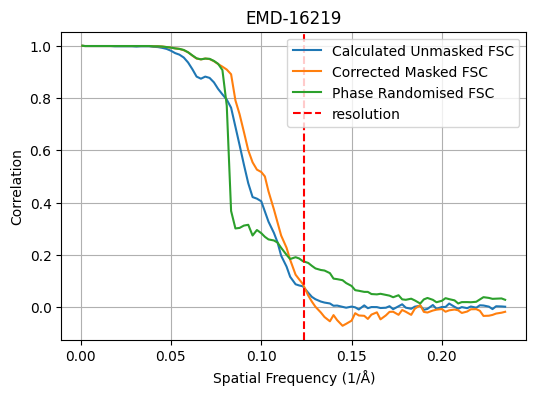 EMD-16219
Calculated Unmasked FSC
Corrected Masked FSC
Phase Randomised FSC
resolution
Correlation
1.0
0.8
0.6
0.4
0.2
0.0
0.00
0.05
0.10
0.15
0.20
Spatial Frequency (1/Å)